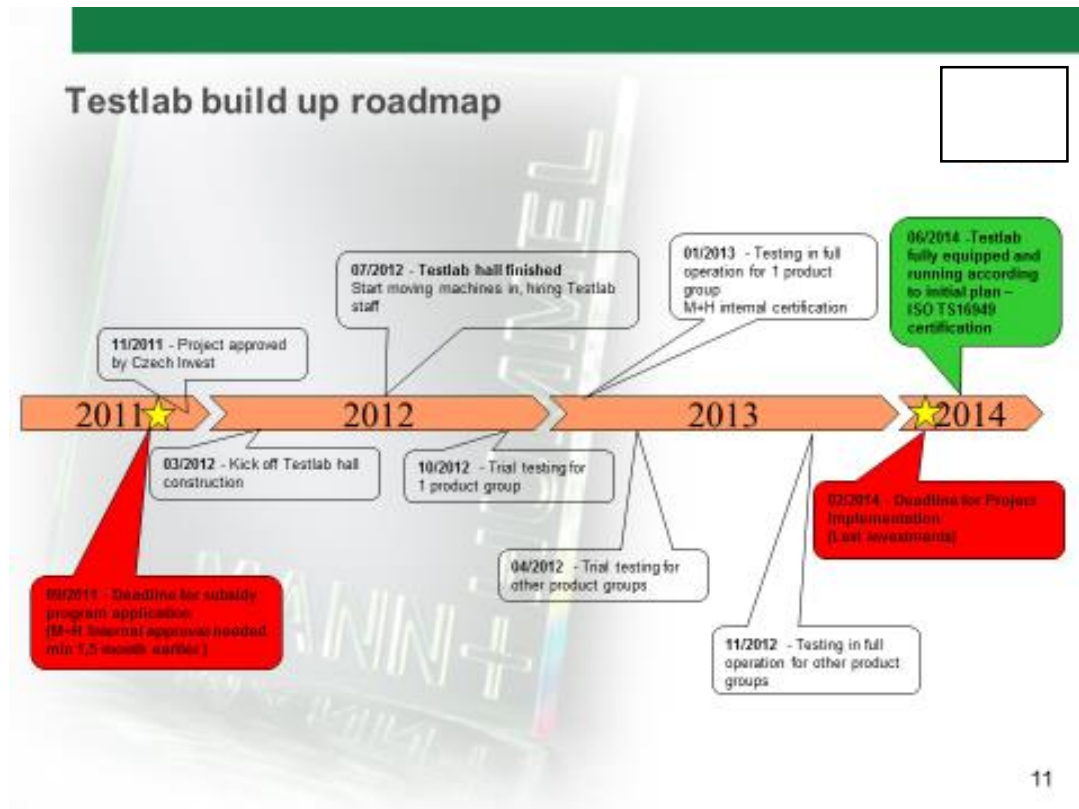 Testlab build up roadmap
07/2012 - Testlab hall finished
Start moving machines in, hiring Testlab
staff
01/2013 - Testing in full
operation for 1 product
group
M+H internal certification
06/2014 -Testlab
fully equipped and
running according
to initial plan –
ISO TS16949
certification
11/2011 - Project approved
by Czech Invest
2011
2012
2013
2014
03/2012 - Kick off Testlab hall
construction
10/2012 - Trial testing for
1 product group
02/2014 - Deadline for Project
Implementation
(Last investments)
04/2012 - Trial testing for
other product groups
09/2011 - Deadline for subsidy
program application
(M+H Internal approval needed
min 1,5 month earlier )
11/2012 - Testing in full
operation for other product
groups
MANN+
HUMMEL
11